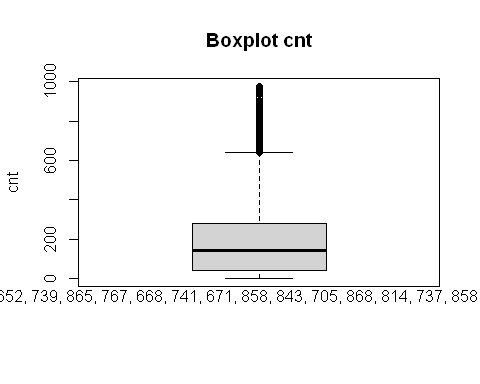 Boxplot cnt
1000
600
200
0
cnt
652, 739, 865, 767, 668, 741, 671, 858, 843, 705, 868, 814, 737, 858